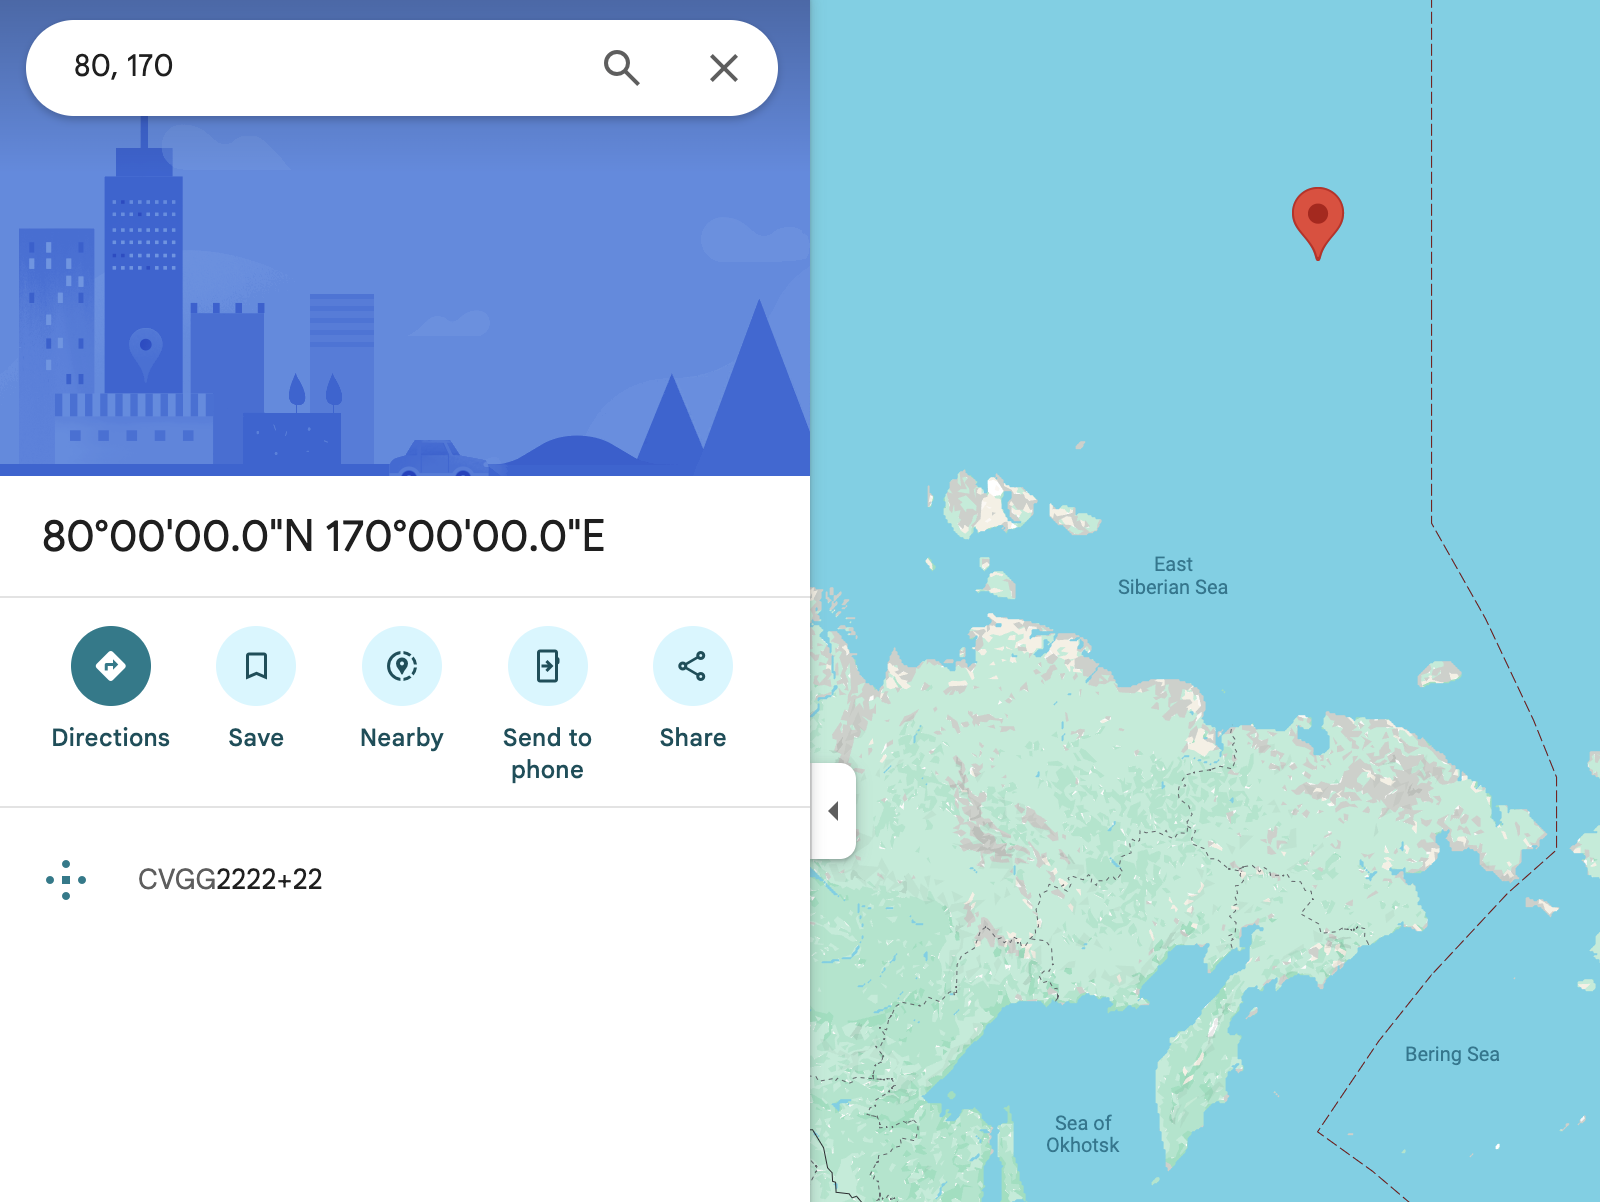 80, 170
80°00'00.0"N 170°00'00.0"E
Directions
Save
Nearby
Send to
phone
Share
CVGG2222+22
East
Siberian Sea
Bering Sea
Sea of
Okhotsk